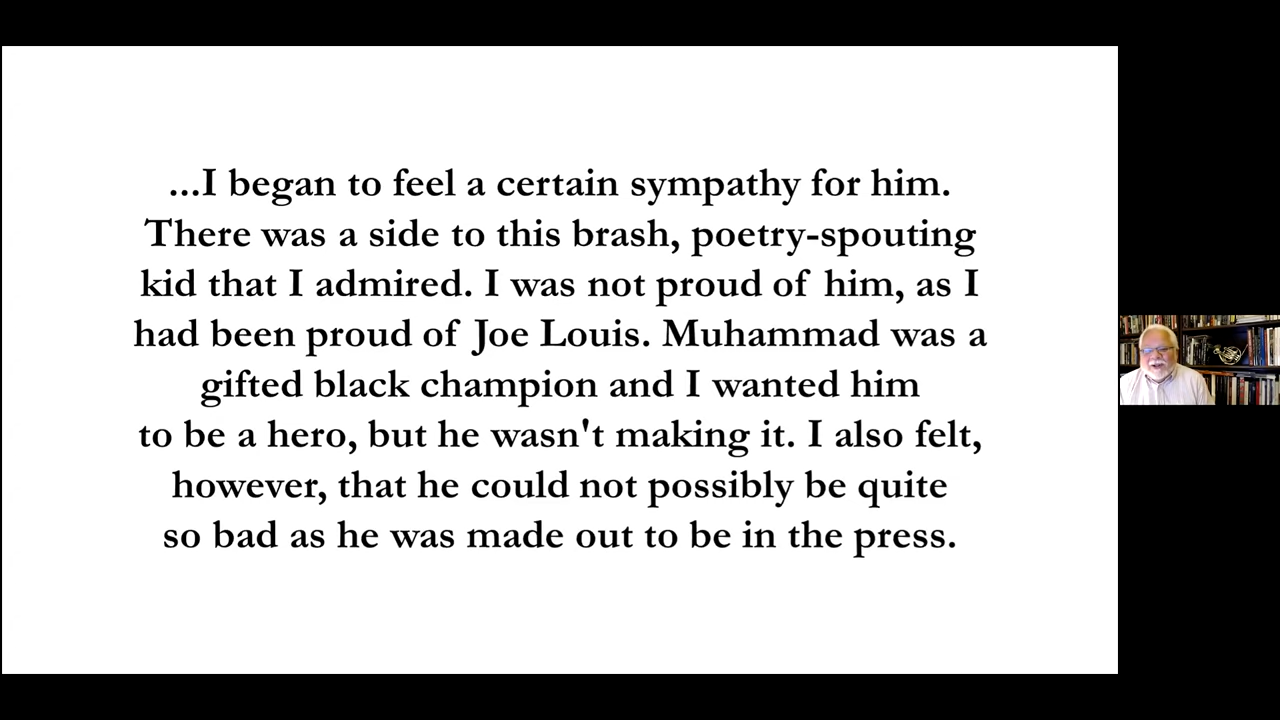 ...I began to feel a certain sympathy for him.
There was a side to this brash, poetry-spouting
kid that I admired. I was not proud of him, as I
had been proud of Joe Louis. Muhammad was a
gifted black champion and I wanted him
to be a hero, but he wasn't making it. I also felt,
however, that he could not possibly be quite
so bad as he was made out to be in the press.